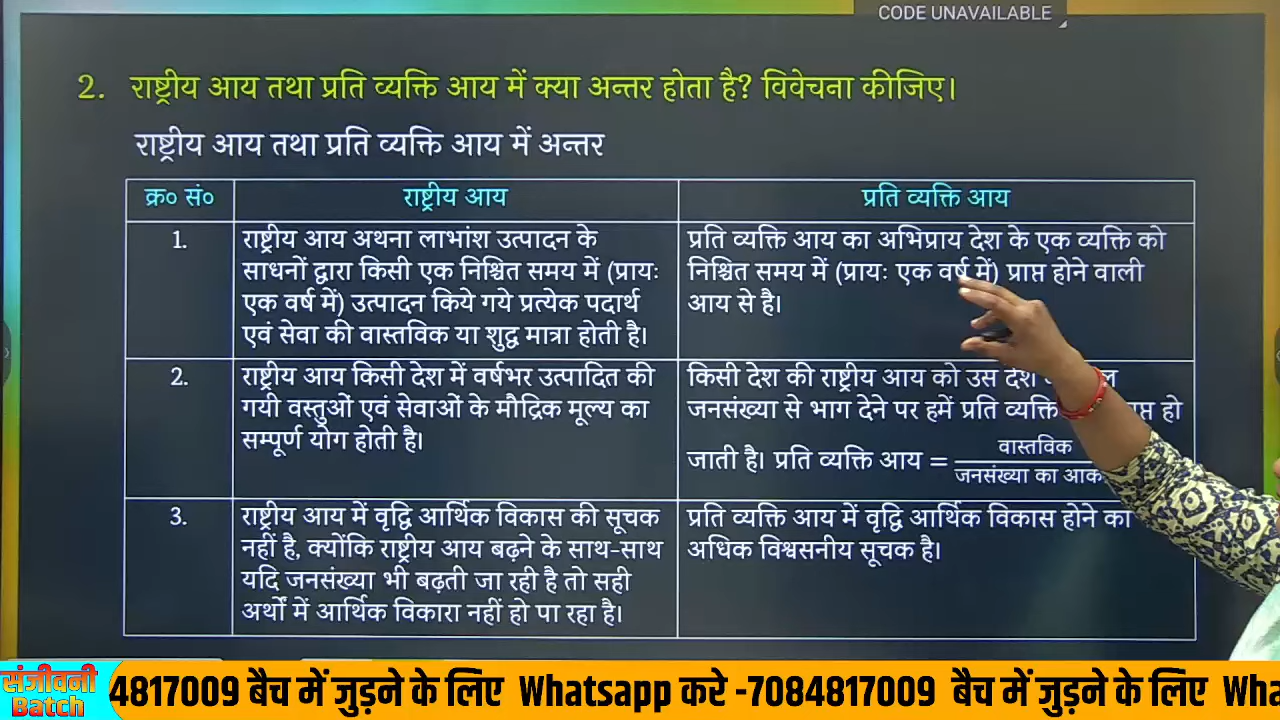 CODE UNAVAILABLE
2. राष्ट्रीय आय तथा प्रति व्यक्ति आय में क्या अन्तर होता है? विवेचना कीजिए।
राष्ट्रीय आय तथा प्रति व्यक्ति आय में अन्तर
क्र० सं०
राष्ट्रीय आय
प्रति व्यक्ति आय
1.
राष्ट्रीय आय अथना लाभांश उत्पादन के
साधनों द्वारा किसी एक निश्चित समय में (प्रायः
एक वर्ष में) उत्पादन किये गये प्रत्येक पदार्थ
एवं सेवा की वास्तविक या शुद्ध मात्रा होती है।
प्रति व्यक्ति आय का अभिप्राय देश के एक व्यक्ति को
निश्चित समय में (प्रायः एक वर्ष में) प्राप्त होने वाली
आय से है।
2.
राष्ट्रीय आय किसी देश में वर्षभर उत्पादित की
गयी वस्तुओं एवं सेवाओं के मौद्रिक मूल्य का
सम्पूर्ण योग होती है।
किसी देश की राष्ट्रीय आय को उस देश
जनसंख्या से भाग देने पर हमें प्रति व्यक्ति हो
जाती है। प्रति व्यक्ति आय =
वास्तविक
जनसंख्या का
3.
राष्ट्रीय आय में वृद्वि आर्थिक विकास की सूचक
नहीं है, क्योंकि राष्ट्रीय आय बढ़ने के साथ-साथ
यदि जनसंख्या भी बढ़ती जा रही है तो सही
अर्थों में आर्थिक विकारा नहीं हो पा रहा है।
प्रति व्यक्ति आय में वृद्वि आर्थिक विकास होने का
अधिक विश्वसनीय सूचक है।
संजीवनी
Batch
4817009 बैच में जुड़ने के लिए Whatsapp करे -7084817009 बैच में जुड़ने के लिए Wha